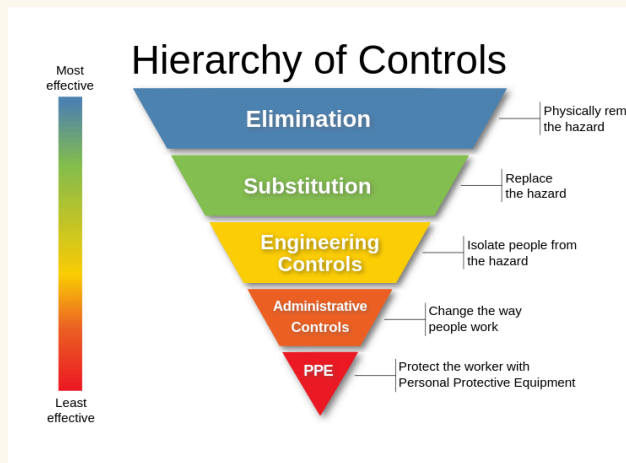 Hierarchy of Controls
Most
effective
Elimination
Physically rem
the hazard
Substitution
Replace
the hazard
Engineering
Controls
Isolate people from
the hazard
Administrative
Controls
Change the way
people work
PPE
Protect the worker with
Personal Protective Equipment
Least
effective